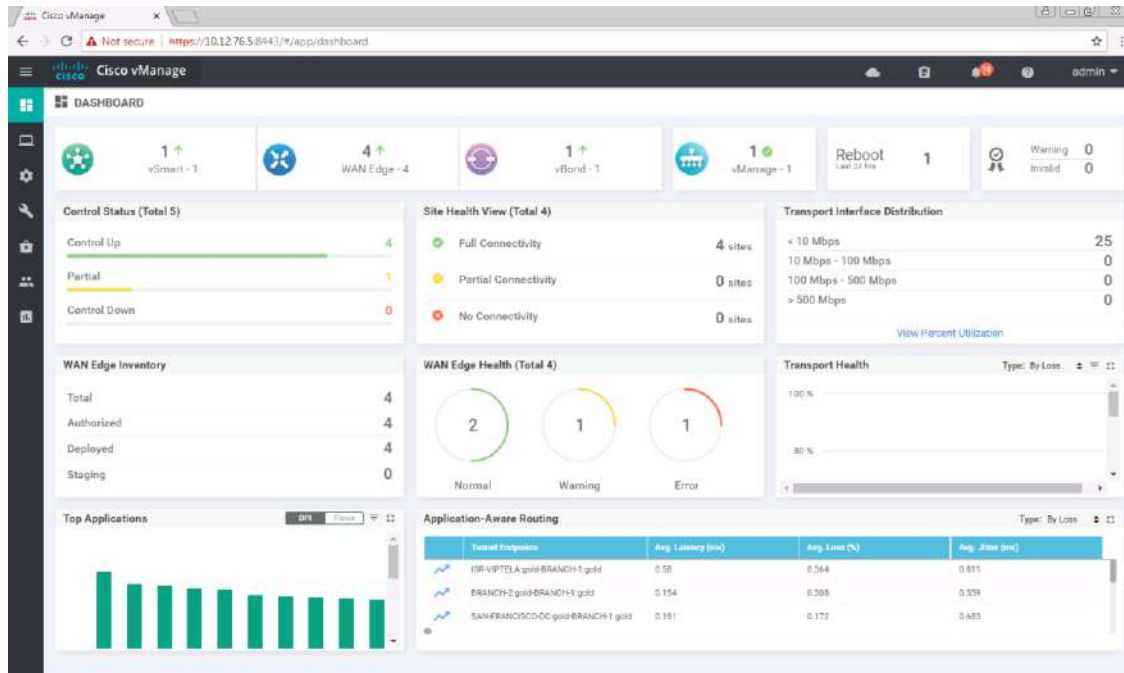 Cisco vManage
Not secure https://10.12.76.5:8443/#/app/dashboard
cisco Cisco vManage
admin
DASHBOARD
1
vSmart - 1
4
WAN Edge - 4
1
vBond - 1
1
vManage - 1
Reboot
Last 24 hrs
1
Warning 0
Invalid 0
Control Status (Total 5)
Control Up 4
Partial 1
Control Down 0
Site Health View (Total 4)
Full Connectivity 4 sites
Partial Connectivity 0 sites
No Connectivity 0 sites
Transport Interface Distribution
< 10 Mbps 25
10 Mbps - 100 Mbps 0
100 Mbps - 500 Mbps 0
> 500 Mbps 0
View Percent Utilization
WAN Edge Inventory
Total 4
Authorized 4
Deployed 4
Staging 0
WAN Edge Health (Total 4)
2 1 1
Normal Warning Error
Transport Health Type: By Loss
100 %
80 %
Top Applications DPI
Application-Aware Routing Type: By Loss
Tunnel Endpoints Avg. Latency (ms) Avg. Loss (%) Avg. Jitter (ms)
ISR-VIPTELA:gold-BRANCH-1:gold 0.58 0.364 0.811
BRANCH-2:gold-BRANCH-1:gold 0.154 0.308 0.359
SAN-FRANCISCO-DC:gold-BRANCH-1:gold 0.191 0.172 0.683